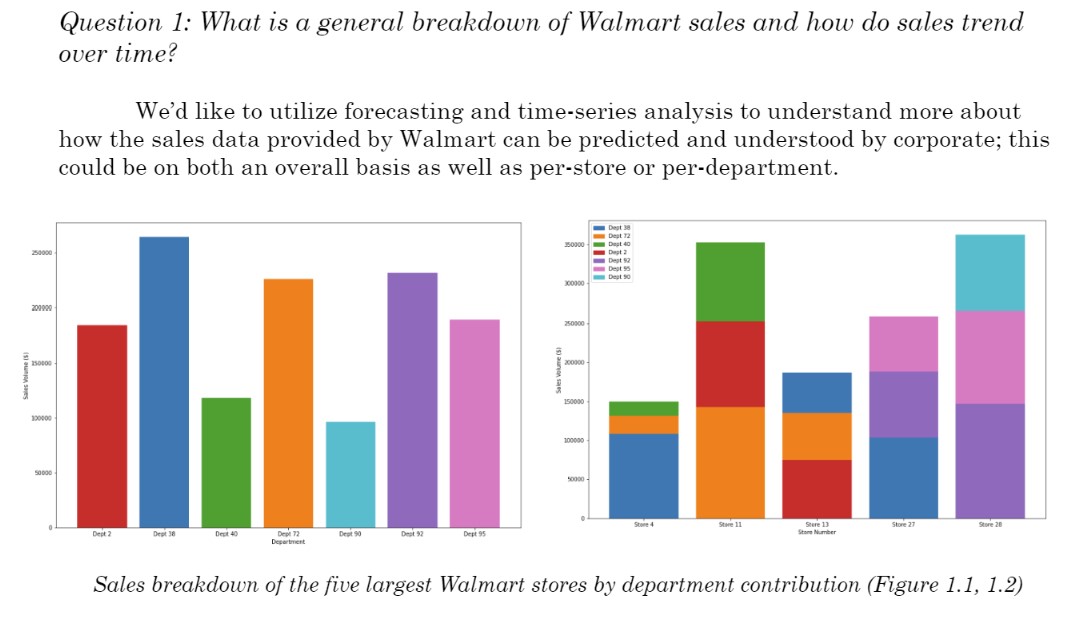 Question 1: What is a general breakdown of Walmart sales and how do sales trend
over time?
We'd like to utilize forecasting and time-series analysis to understand more about
how the sales data provided by Walmart can be predicted and understood by corporate; this
could be on both an overall basis as well as per-store or per-department.
Sales Volume ($)
250000
200000
150000
100000
50000
0
Dept 2 Dept 38 Dept 40 Dept 72 Dept 90 Dept 92 Dept 95
Department
Dept 38
Dept 72
Dept 40
Dept 2
Dept 92
Dept 95
Dept 90
Sales Volume ($)
350000
300000
250000
200000
150000
100000
50000
0
Store 4 Store 11 Store 13 Store 27 Store 28
Store Number
Sales breakdown of the five largest Walmart stores by department contribution (Figure 1.1, 1.2)